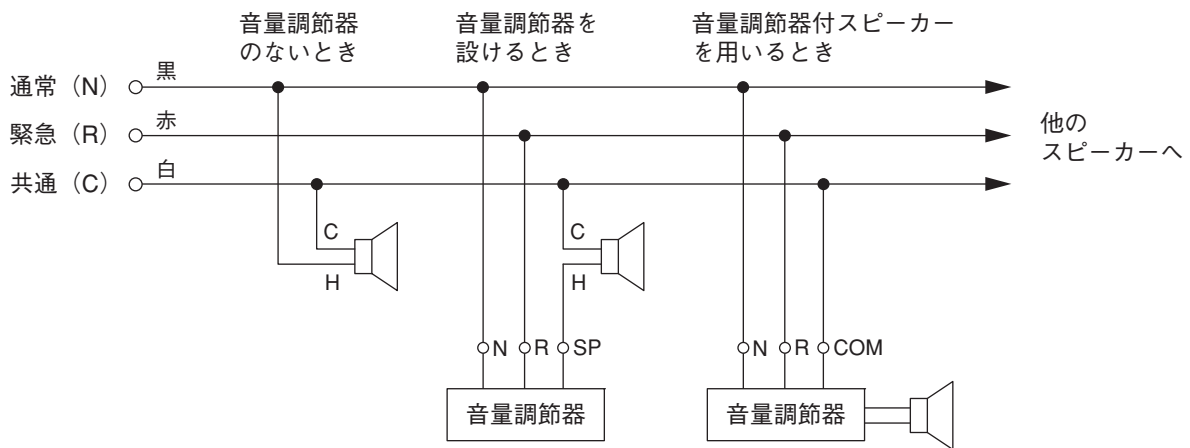 音量調節器
のないとき
音量調節器を
設けるとき
音量調節器付スピーカー
を用いるとき
通常（N）
黒
緊急（R）
赤
共通（C）
白
他の
スピーカーへ
C
H
C
H
N
R
SP
N
R
COM
音量調節器
音量調節器